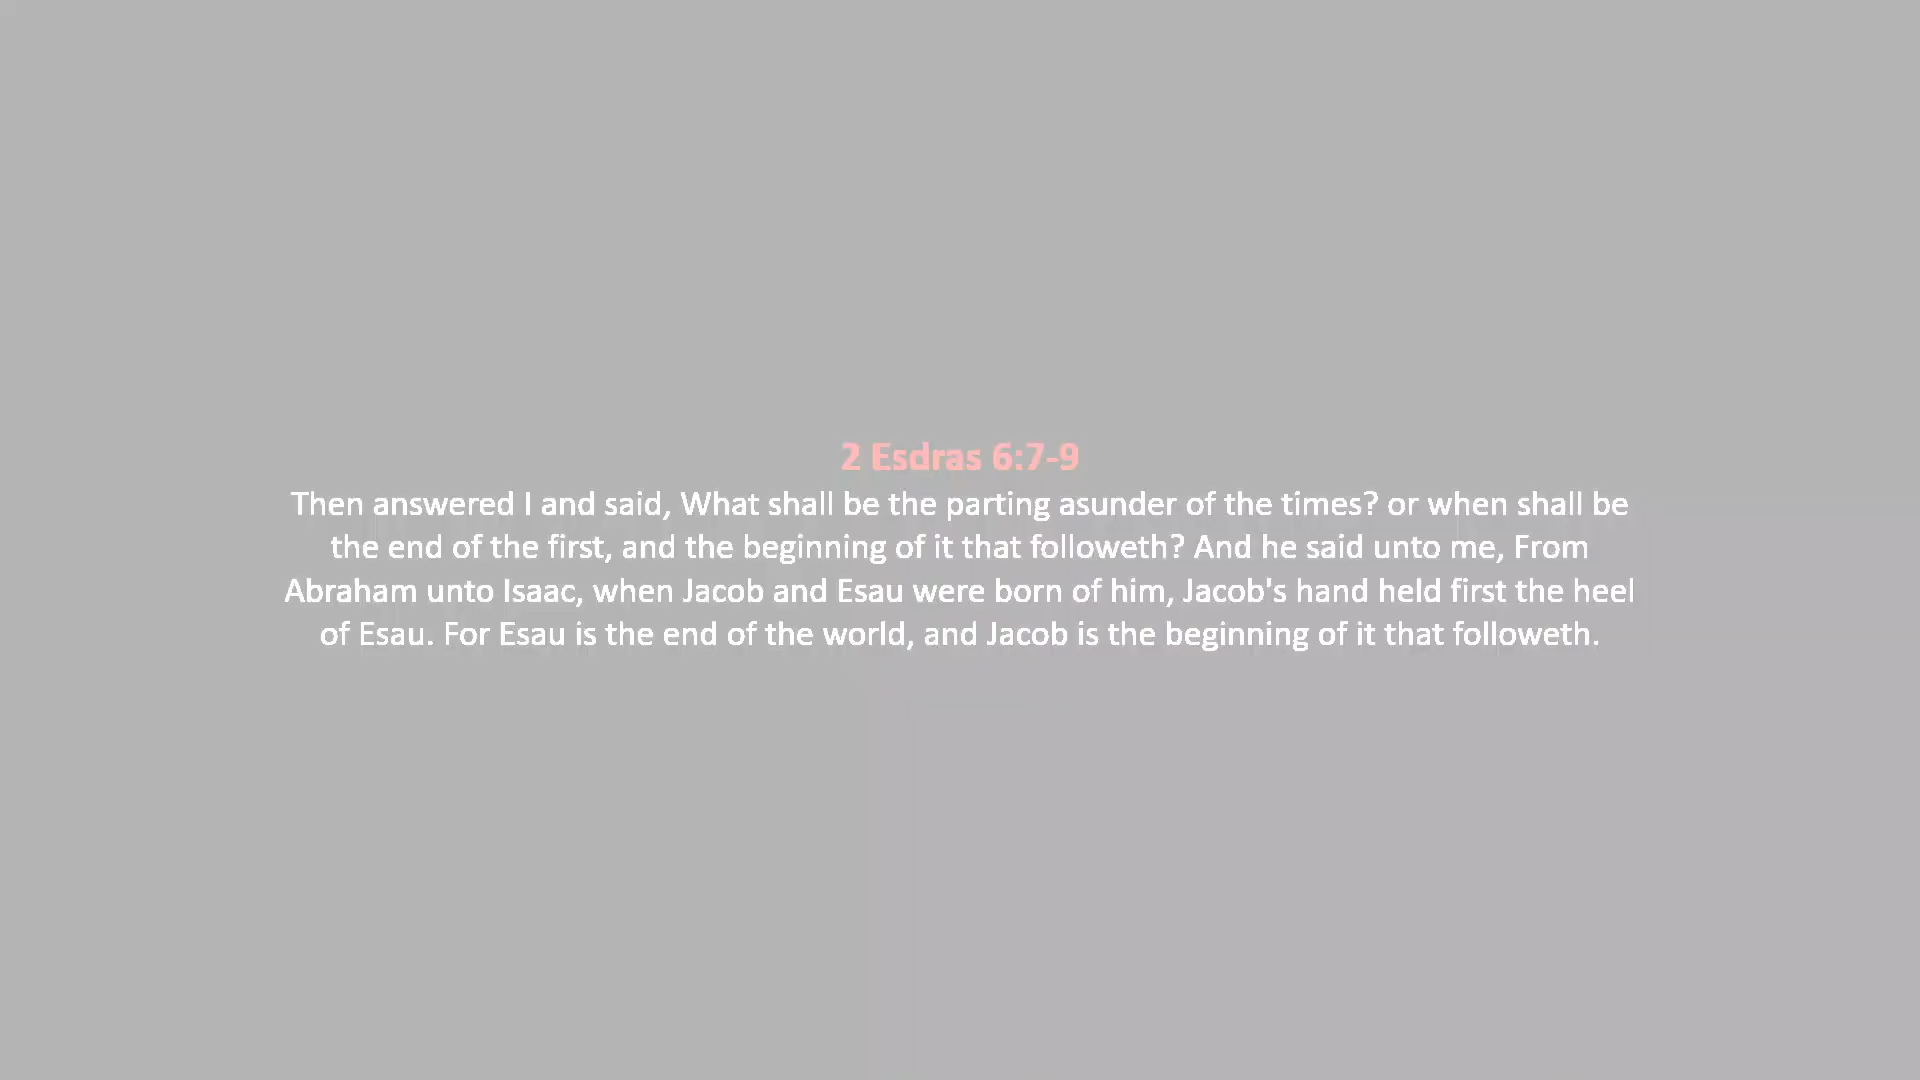 2 Esdras 6:7-9
Then answered I and said, What shall be the parting asunder of the times? or when shall be
the end of the first, and the beginning of it that followeth? And he said unto me, From
Abraham unto Isaac, when Jacob and Esau were born of him, Jacob's hand held first the heel
of Esau. For Esau is the end of the world, and Jacob is the beginning of it that followeth.